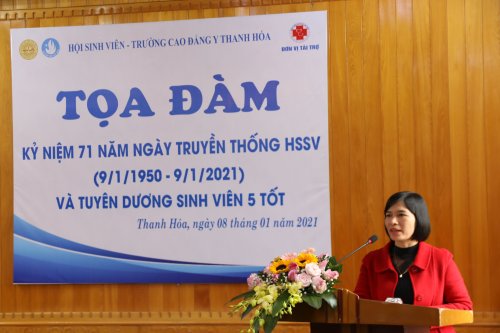 HỘI SINH VIÊN - TRƯỜNG CAO ĐẲNG Y THANH HÓA
ĐƠN VỊ TÀI TRỢ
TỌA ĐÀM
KỶ NIỆM 71 NĂM NGÀY TRUYỀN THỐNG HSSV
(9/1/1950 - 9/1/2021)
VÀ TUYÊN DƯƠNG SINH VIÊN 5 TỐT
Thanh Hóa, ngày 08 tháng 01 năm 2021